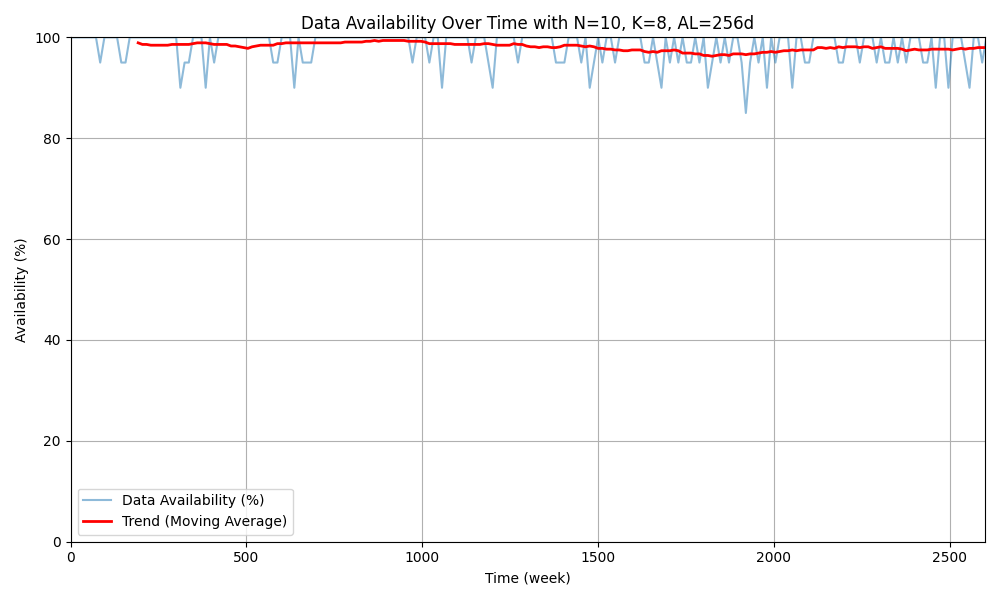 Data Availability Over Time with N=10, K=8, AL=256d
100
80
60
40
20
0
Availability (%)
Data Availability (%)
Trend (Moving Average)
0 500 1000 1500 2000 2500
Time (week)